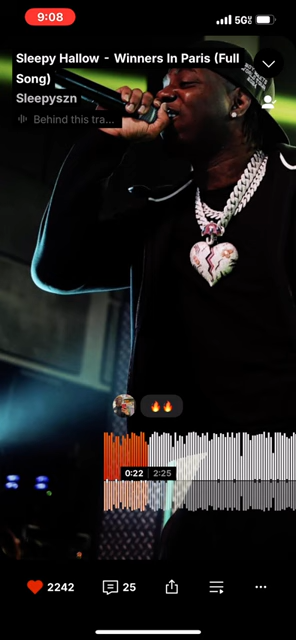 9:08
5G
Sleepy Hallow - Winners In Paris (Full
Song)
Sleepyszn
Behind this tra...
🔥🔥
0:22 | 2:25
2242
25